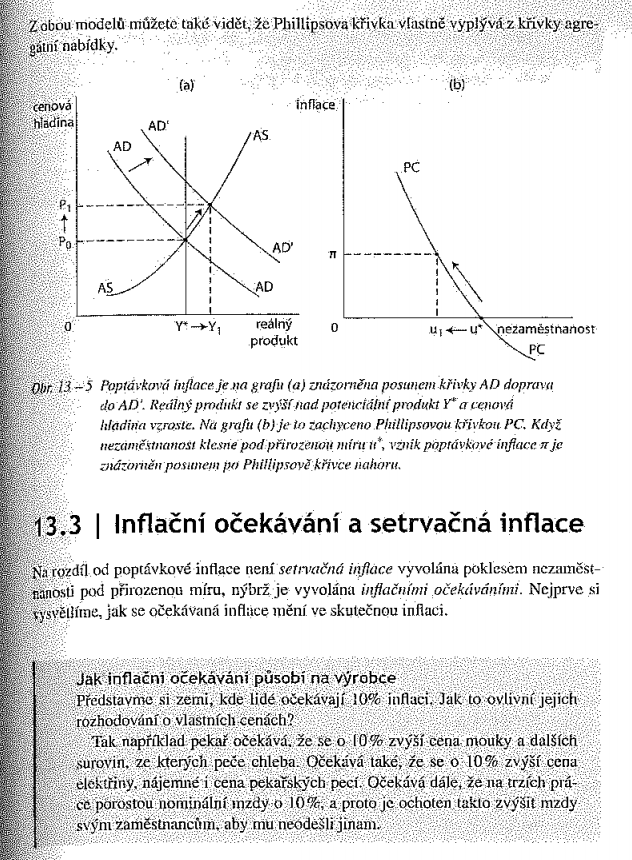 Z obou modelů můžete také vidět, že Phillipsova křivka vlastně vyplývá z křivky agre-
gátní nabídky.
(a)
cenová
hladina
AD
AD'
AS
P₁
P₀
AS
AD'
AD
0
Y*
Y₁
reálný
produkt
(b)
inflace
PC
π
0
u₁
u*
nezaměstnanost
PC
Obr. 13 – 5 Poptávková inflace je na grafu (a) znázorněna posunem křivky AD doprava
do AD'. Reálný produkt se zvýší nad potenciální produkt Y* a cenová
hladina vzroste. Na grafu (b) je to zachyceno Phillipsovou křivkou PC. Když
nezaměstnanost klesne pod přirozenou míru u*, vznik poptávkové inflace π je
znázorněn posunem po Phillipsově křivce nahoru.
13.3 | Inflační očekávání a setrvačná inflace
Na rozdíl od poptávkové inflace není setrvačná inflace vyvolána poklesem nezaměst-
nanosti pod přirozenou míru, nýbrž je vyvolána inflačními očekáváními. Nejprve si
vysvětlíme, jak se očekávaná inflace mění ve skutečnou inflaci.
Jak inflační očekávání působí na výrobce
Představme si zemi, kde lidé očekávají 10% inflaci. Jak to ovlivní jejich
rozhodování o vlastních cenách?
Tak například pekař očekává, že se o 10% zvýší cena mouky a dalších
surovin, ze kterých peče chleba. Očekává také, že se o 10% zvýší cena
elektřiny, nájemné i cena pekařských pecí. Očekává dále, že na trzích prá-
ce porostou nominální mzdy o 10%, a proto je ochoten takto zvýšit mzdy
svým zaměstnancům, aby mu neodešli jinam.